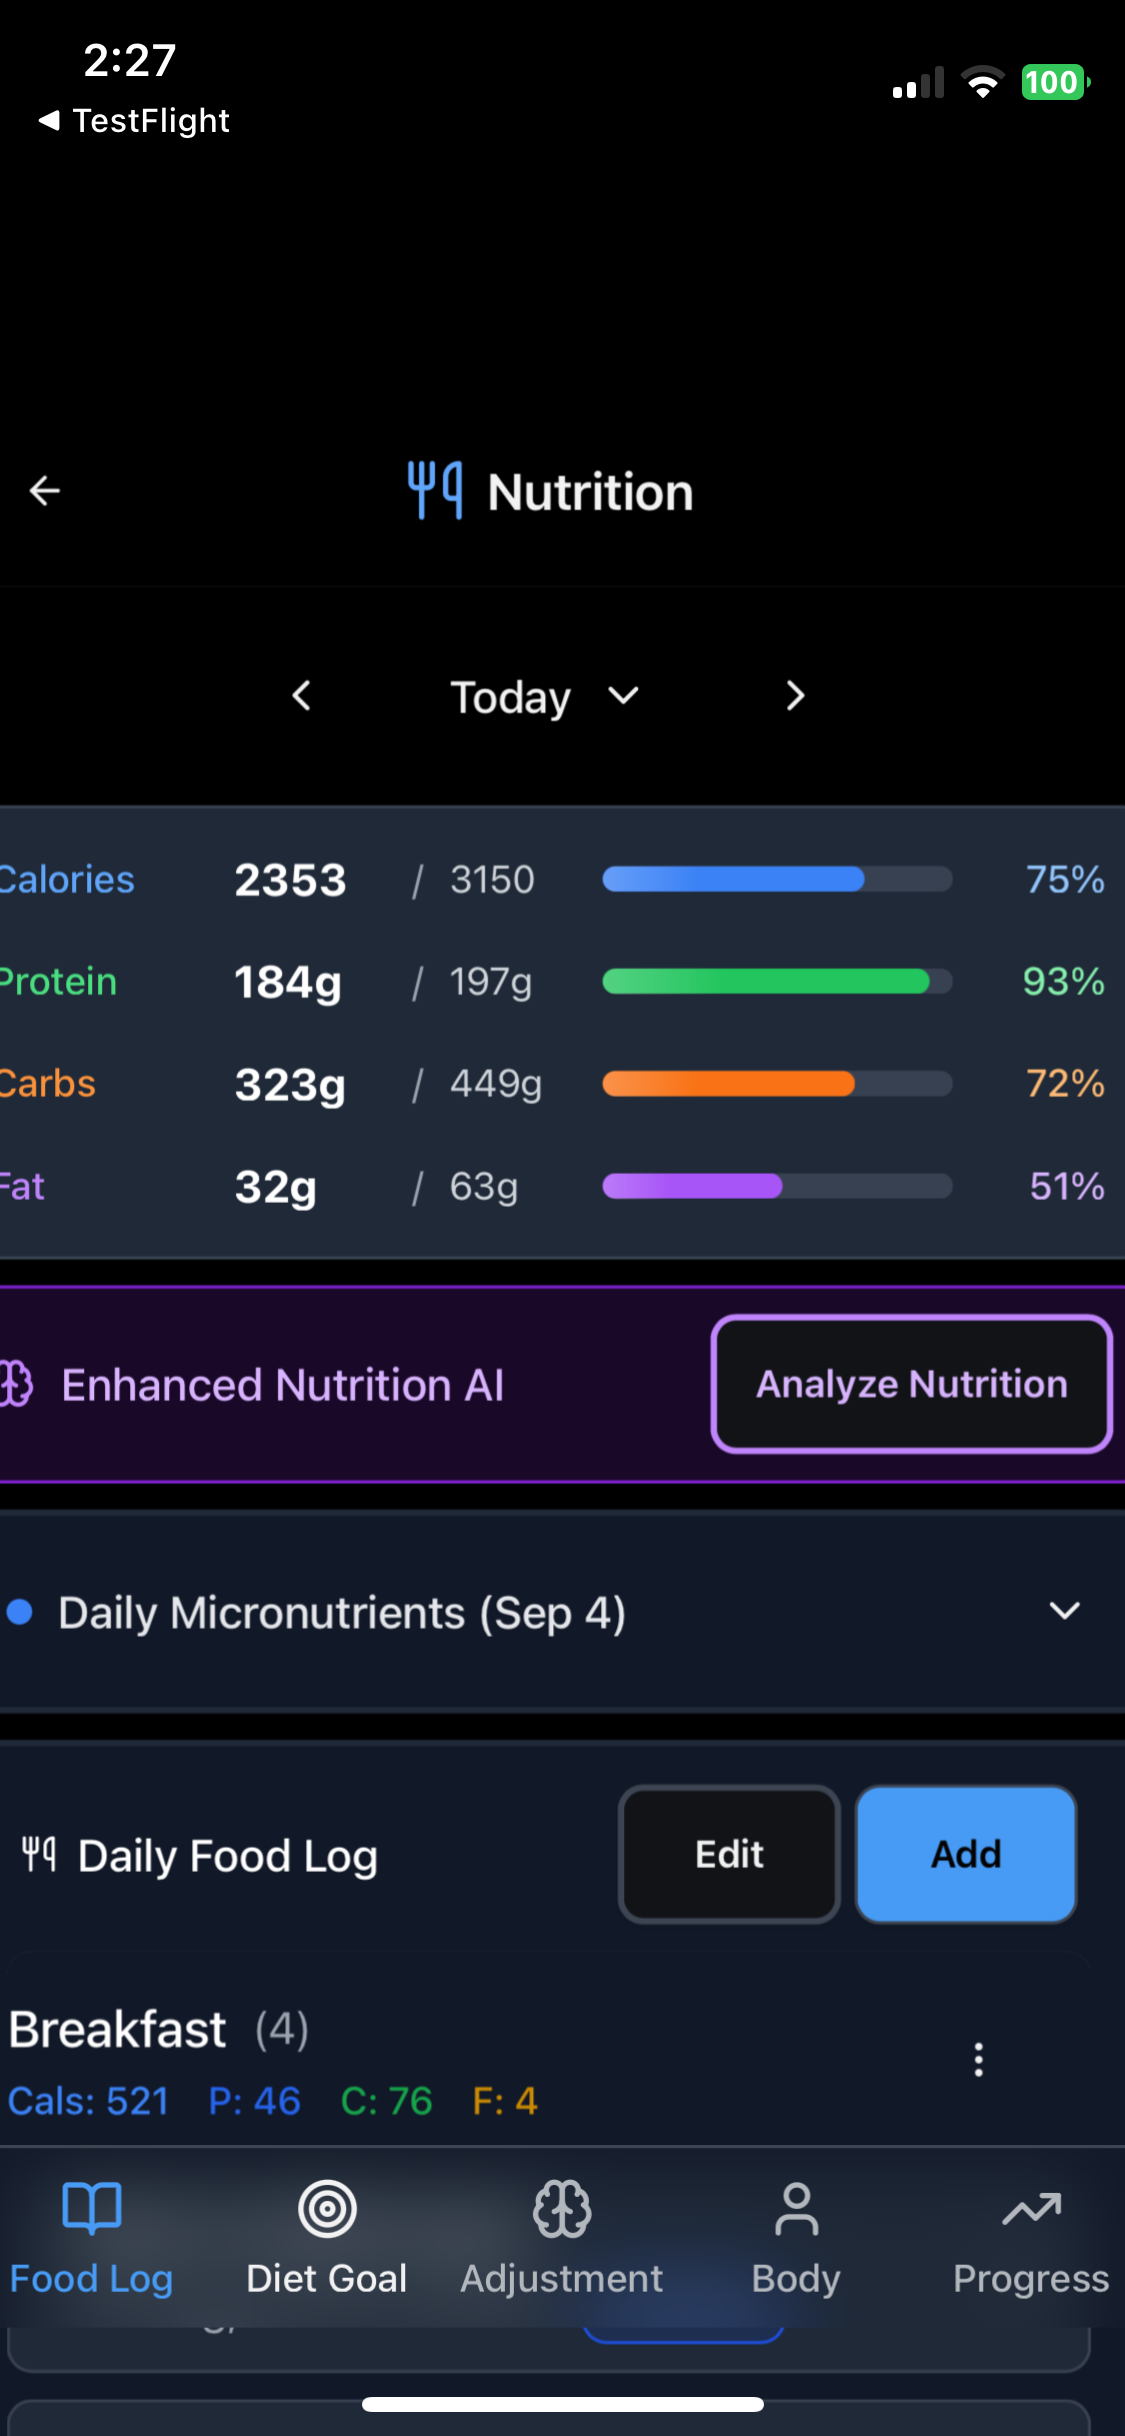 2:27
100
◀ TestFlight
Nutrition
Today
Calories 2353 / 3150 75%
Protein 184g / 197g 93%
Carbs 323g / 449g 72%
Fat 32g / 63g 51%
Enhanced Nutrition AI Analyze Nutrition
Daily Micronutrients (Sep 4)
Daily Food Log Edit Add
Breakfast (4)
Cals: 521 P: 46 C: 76 F: 4
Food Log Diet Goal Adjustment Body Progress